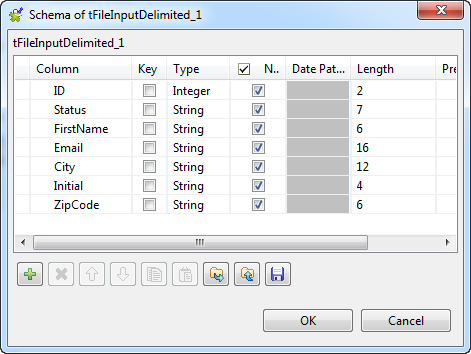 Schema of tFileInputDelimited_1
tFileInputDelimited_1
Column Key Type N.. Date Pat... Length Pre
ID Integer 2
Status String 7
FirstName String 6
Email String 16
City String 12
Initial String 4
ZipCode String 6
OK Cancel